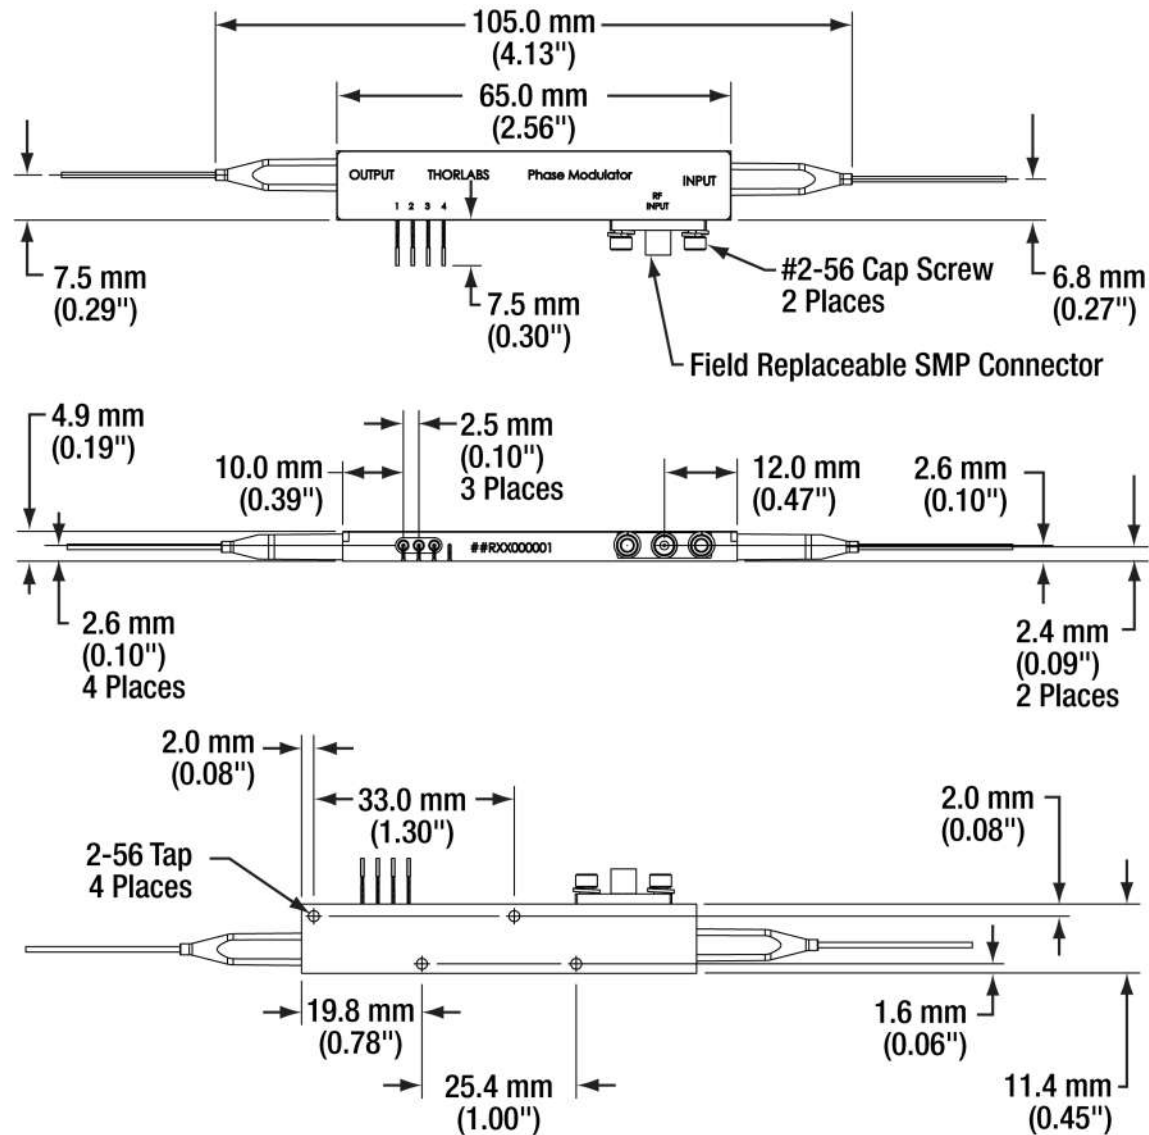 105.0 mm
(4.13")
65.0 mm
(2.56")
OUTPUT THORLABS Phase Modulator INPUT
1 2 3 4
RF
INPUT
7.5 mm
(0.29")
7.5 mm
(0.30")
#2-56 Cap Screw
2 Places
6.8 mm
(0.27")
Field Replaceable SMP Connector
4.9 mm
(0.19")
10.0 mm
(0.39")
2.5 mm
(0.10")
3 Places
12.0 mm
(0.47")
2.6 mm
(0.10")
##RXX000001
2.6 mm
(0.10")
4 Places
2.4 mm
(0.09")
2 Places
2.0 mm
(0.08")
33.0 mm
(1.30")
2.0 mm
(0.08")
2-56 Tap
4 Places
19.8 mm
(0.78")
25.4 mm
(1.00")
1.6 mm
(0.06")
11.4 mm
(0.45")